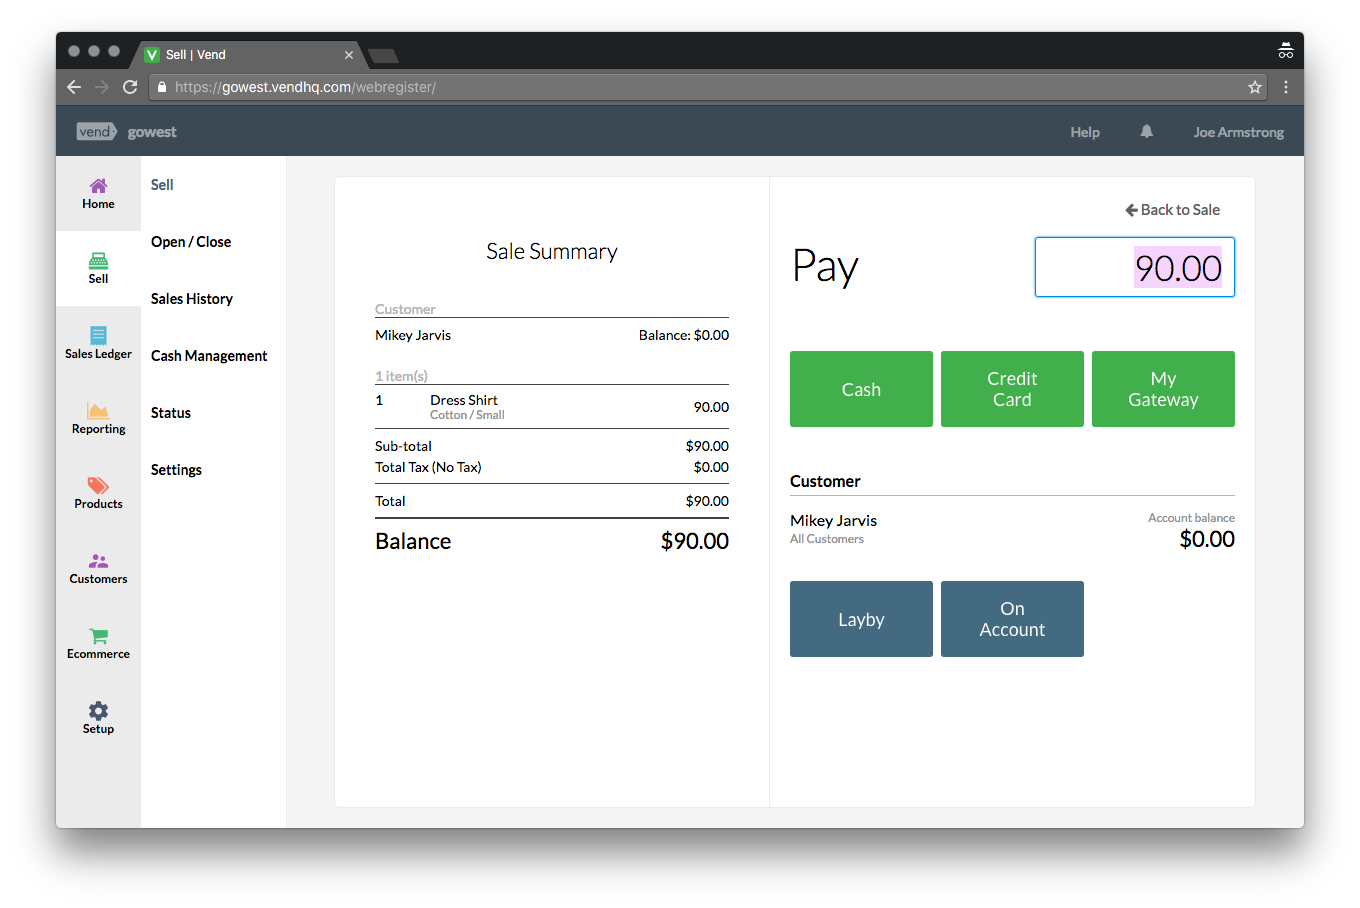 V Sell | Vend
https://gowest.vendhq.com/webregister/
vend gowest
Help
Joe Armstrong
Home
Sell
Sales Ledger
Reporting
Products
Customers
Ecommerce
Setup
Sell
Open / Close
Sales History
Cash Management
Status
Settings
Sale Summary
Customer
Mikey Jarvis Balance: $0.00
1 item(s)
1 Dress Shirt 90.00
Cotton / Small
Sub-total $90.00
Total Tax (No Tax) $0.00
Total $90.00
Balance $90.00
Back to Sale
Pay 90.00
Cash
Credit
Card
My
Gateway
Customer
Mikey Jarvis
All Customers
Account balance
$0.00
Layby
On
Account